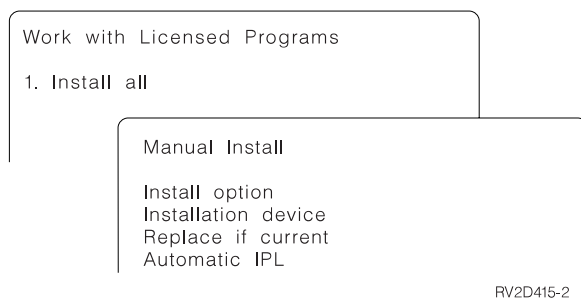 Work with Licensed Programs
1. Install all
Manual Install
Install option
Installation device
Replace if current
Automatic IPL
RV2D415-2